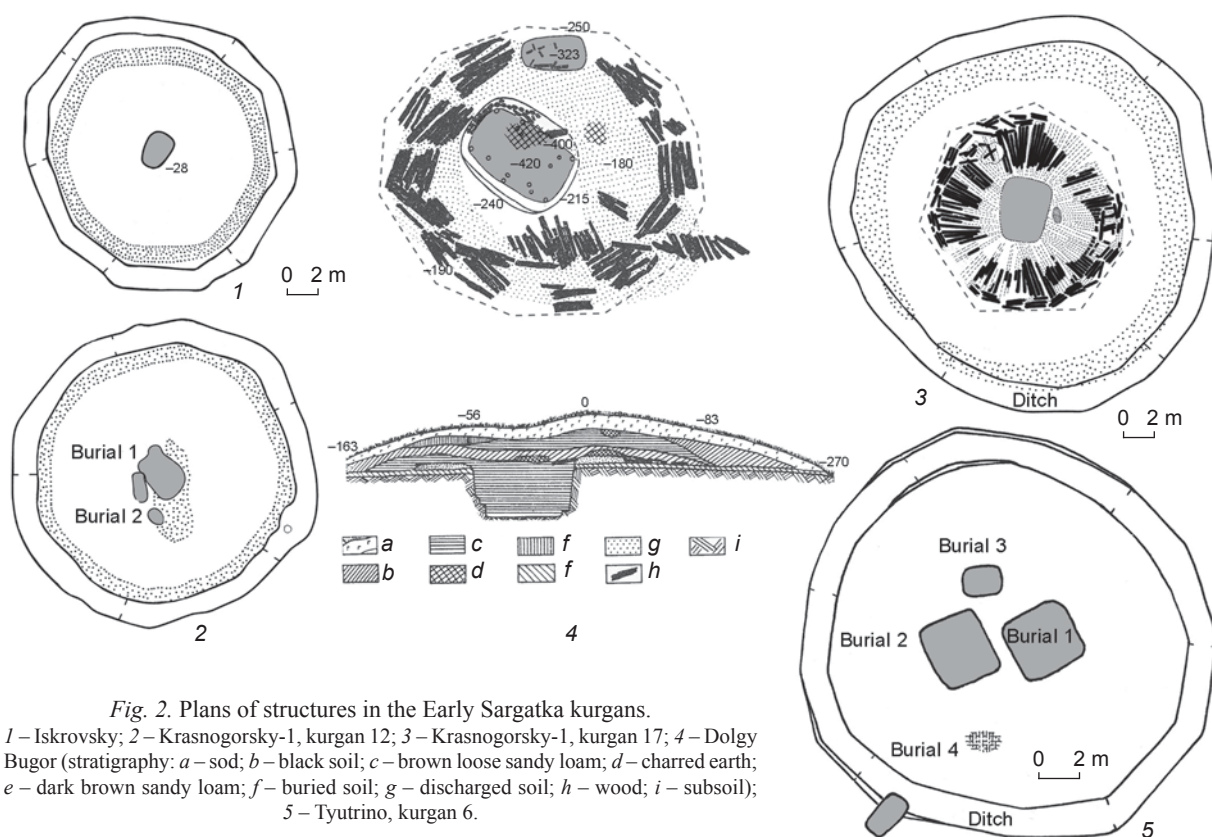 –28
1
0 2 m
–250
–323
–400
–420
–180
–240
–215
–190
3
Ditch
0 2 m
Burial 1
Burial 2
2
0
–56
–83
–163
–270
a c f g i
b d f h
4
Burial 3
Burial 2
Burial 1
Burial 4
0 2 m
Ditch
5
Fig. 2. Plans of structures in the Early Sargatka kurgans.
1 – Iskrovsky; 2 – Krasnogorsky-1, kurgan 12; 3 – Krasnogorsky-1, kurgan 17; 4 – Dolgy
Bugor (stratigraphy: a – sod; b – black soil; c – brown loose sandy loam; d – charred earth;
e – dark brown sandy loam; f – buried soil; g – discharged soil; h – wood; i – subsoil);
5 – Tyutrino, kurgan 6.